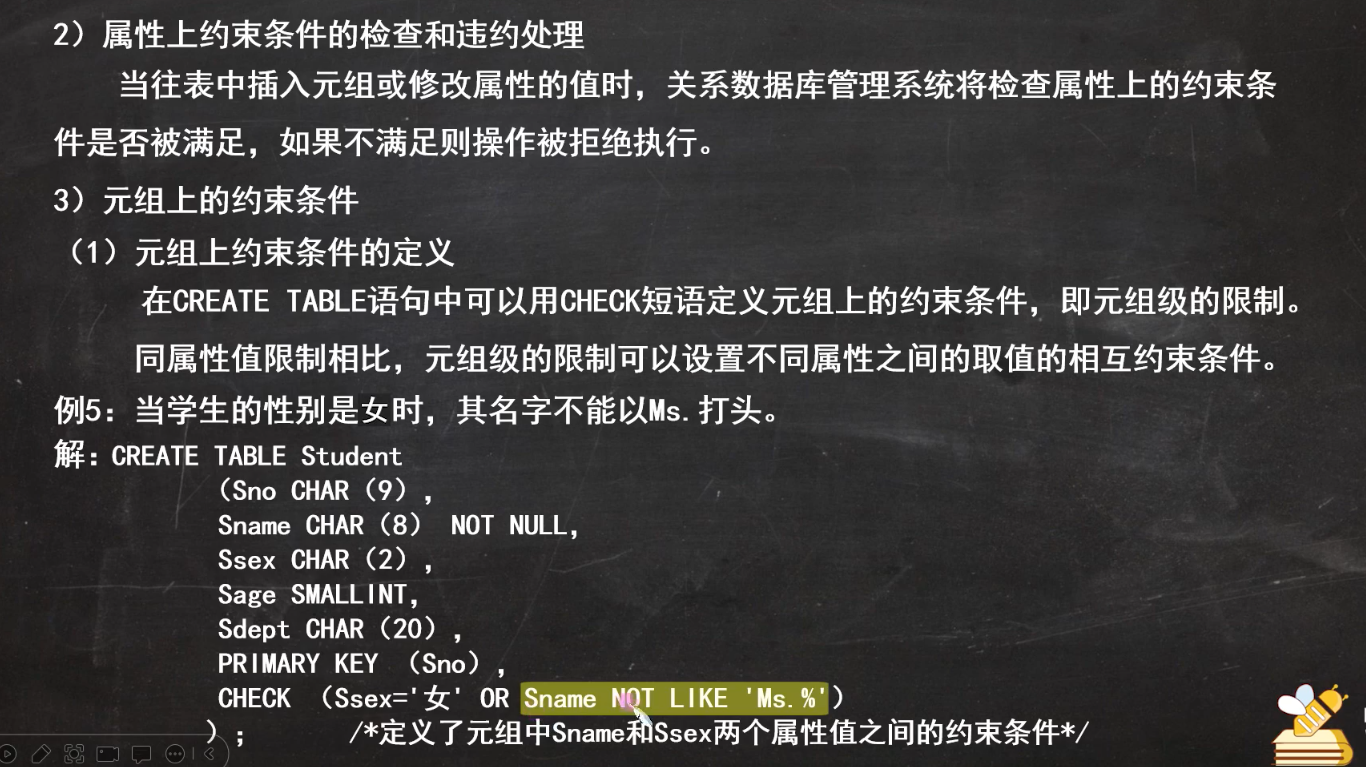 2）属性上约束条件的检查和违约处理
当往表中插入元组或修改属性的值时，关系数据库管理系统将检查属性上的约束条
件是否被满足，如果不满足则操作被拒绝执行。
3）元组上的约束条件
（1）元组上约束条件的定义
在CREATE TABLE语句中可以用CHECK短语定义元组上的约束条件，即元组级的限制。
同属性值限制相比，元组级的限制可以设置不同属性之间的取值的相互约束条件。
例5：当学生的性别是女时，其名字不能以Ms.打头。
解：CREATE TABLE Student
（Sno CHAR（9），
Sname CHAR（8） NOT NULL，
Ssex CHAR（2），
Sage SMALLINT，
Sdept CHAR（20），
PRIMARY KEY （Sno），
CHECK （Ssex='女' OR Sname NOT LIKE 'Ms.%'）
）； /*定义了元组中Sname和Ssex两个属性值之间的约束条件*/